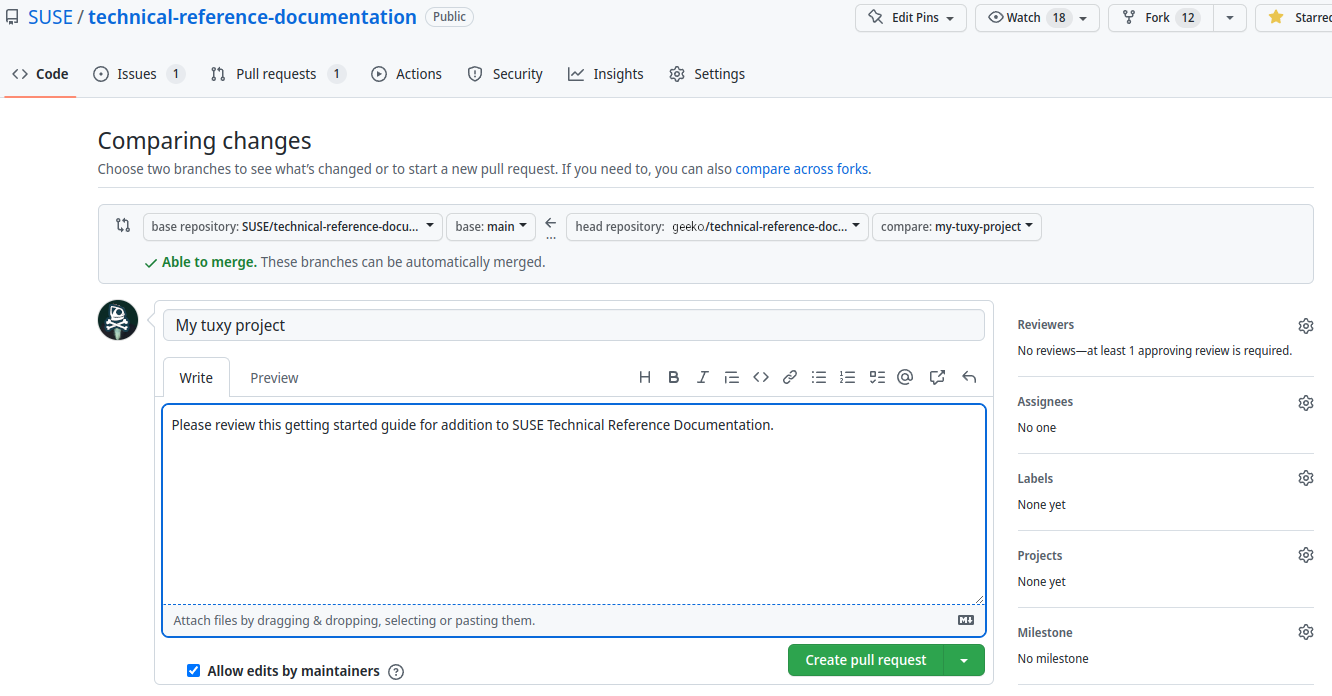 SUSE / technical-reference-documentation Public Edit Pins Watch 18 Fork 12 Starred
Code Issues 1 Pull requests 1 Actions Security Insights Settings
Comparing changes
Choose two branches to see what's changed or to start a new pull request. If you need to, you can also compare across forks.
base repository: SUSE/technical-reference-docu... base: main ← ... head repository: geeko/technical-reference-doc... compare: my-tuxy-project
Able to merge. These branches can be automatically merged.
My tuxy project
Write Preview
Please review this getting started guide for addition to SUSE Technical Reference Documentation.
Attach files by dragging & dropping, selecting or pasting them.
Allow edits by maintainers
Create pull request
Reviewers
No reviews—at least 1 approving review is required.
Assignees
No one
Labels
None yet
Projects
None yet
Milestone
No milestone